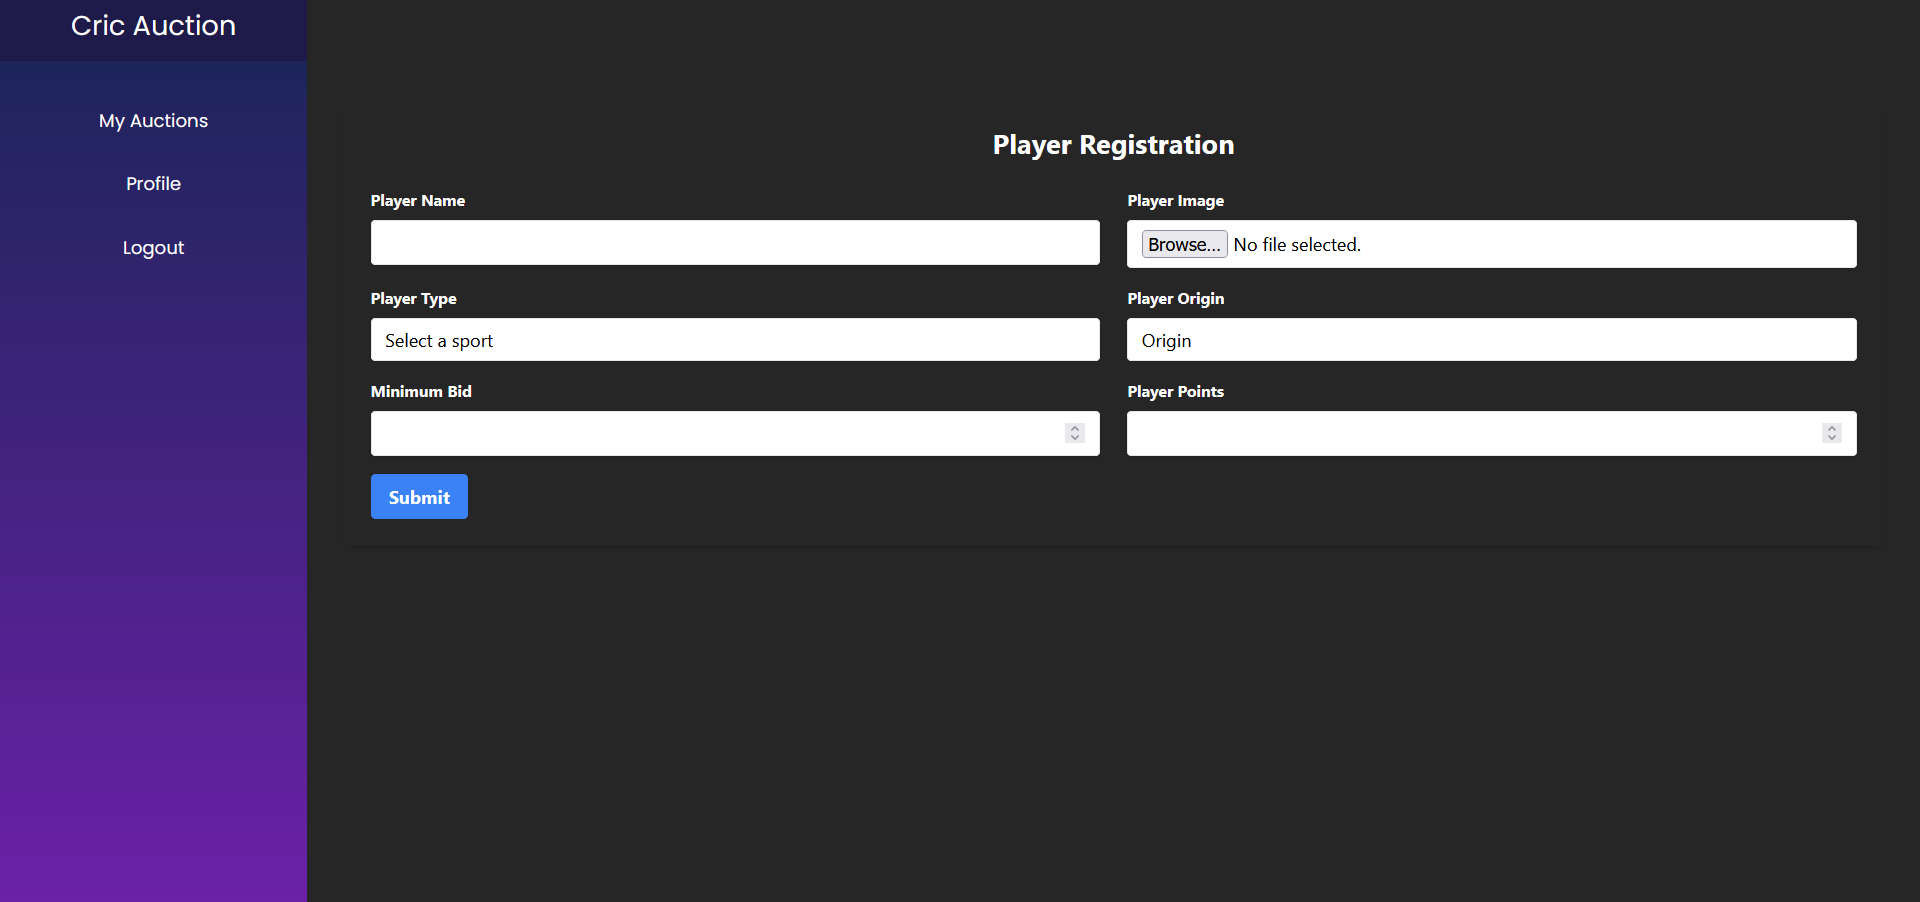 Cric Auction
My Auctions
Profile
Logout
Player Registration
Player Name
Player Image
Browse... No file selected.
Player Type
Player Origin
Select a sport
Origin
Minimum Bid
Player Points
Submit